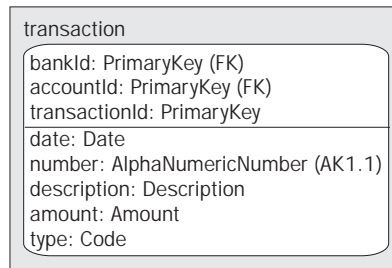 transaction
bankId: PrimaryKey (FK)
accountId: PrimaryKey (FK)
transactionId: PrimaryKey
date: Date
number: AlphaNumericNumber (AK1.1)
description: Description
amount: Amount
type: Code